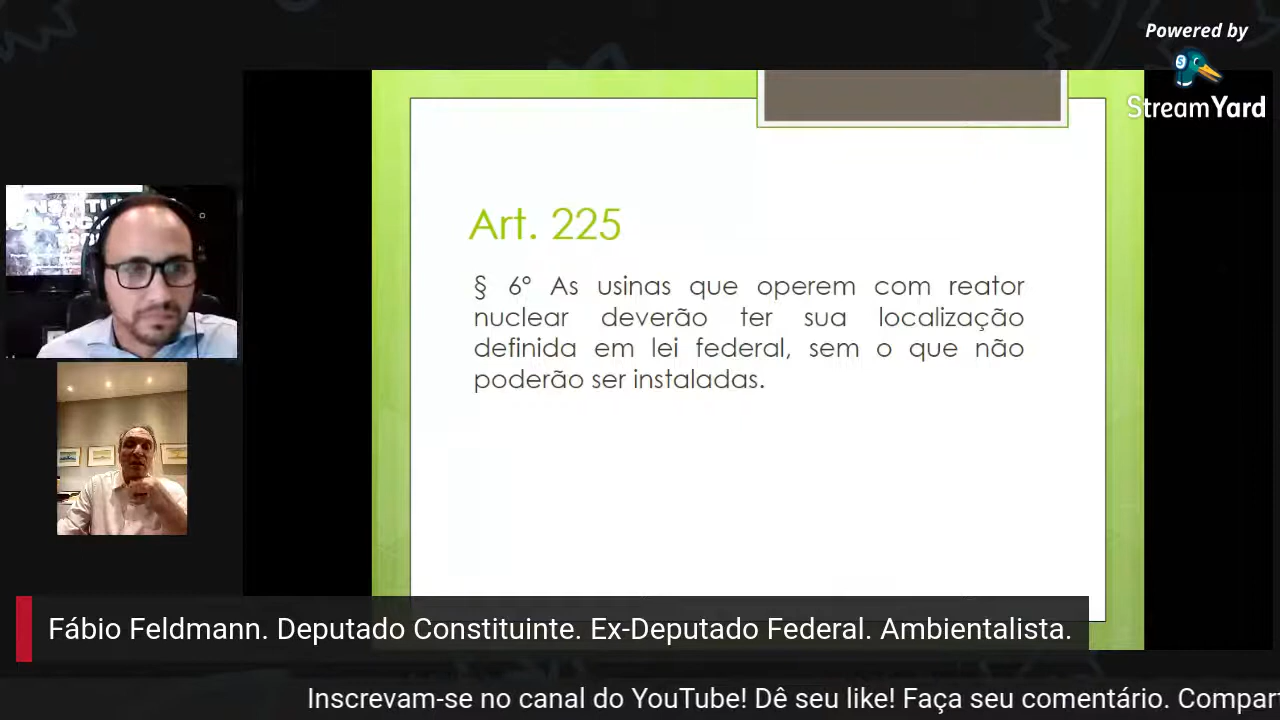 Powered by
StreamYard
Art. 225
§ 6º As usinas que operem com reator
nuclear deverão ter sua localização
definida em lei federal, sem o que não
poderão ser instaladas.
Fábio Feldmann. Deputado Constituinte. Ex-Deputado Federal. Ambientalista.
Inscrevam-se no canal do YouTube! Dê seu like! Faça seu comentário. Compar